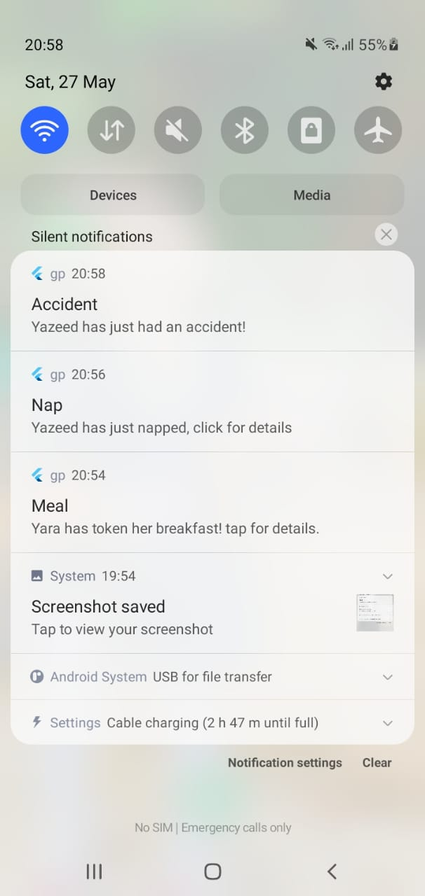 20:58 55%
Sat, 27 May
Devices Media
Silent notifications
gp 20:58
Accident
Yazeed has just had an accident!
gp 20:56
Nap
Yazeed has just napped, click for details
gp 20:54
Meal
Yara has token her breakfast! tap for details.
System 19:54
Screenshot saved
Tap to view your screenshot
Android System USB for file transfer
Settings Cable charging (2 h 47 m until full)
Notification settings Clear
No SIM | Emergency calls only